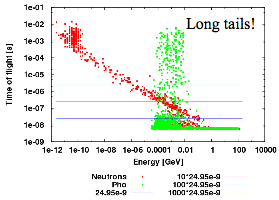 Long tails!
1e-01
1e-02
1e-03
1e-04
1e-05
1e-06
1e-07
1e-08
1e-09
Time of flight [s]
1e-12 1e-10 1e-08 1e-06 0.0001 0.01 1 100 10000
Energy [GeV]
Neutrons 10*24.95e-9
Pho 100*24.95e-9
24.95e-9 1000*24.95e-9